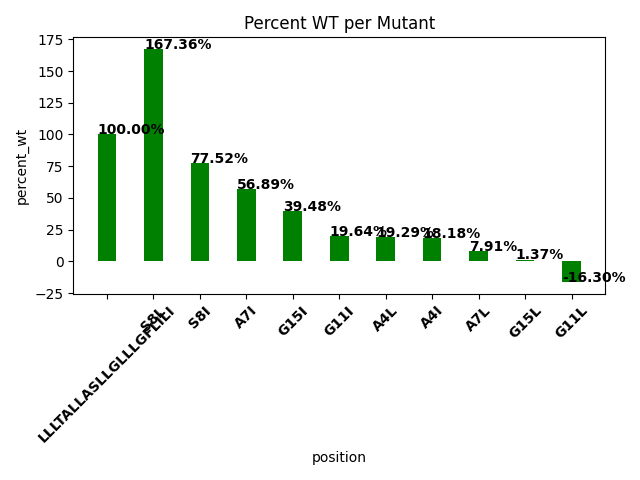 Percent WT per Mutant
percent_wt
175
150
125
100
75
50
25
0
−25
100.00%
167.36%
77.52%
56.89%
39.48%
19.64%
19.29%
18.18%
7.91%
1.37%
-16.30%
LLLTALLASLLGLLLGFLILI
S8L
S8I
A7I
G15I
G11I
A4L
A4I
A7L
G15L
G11L
position